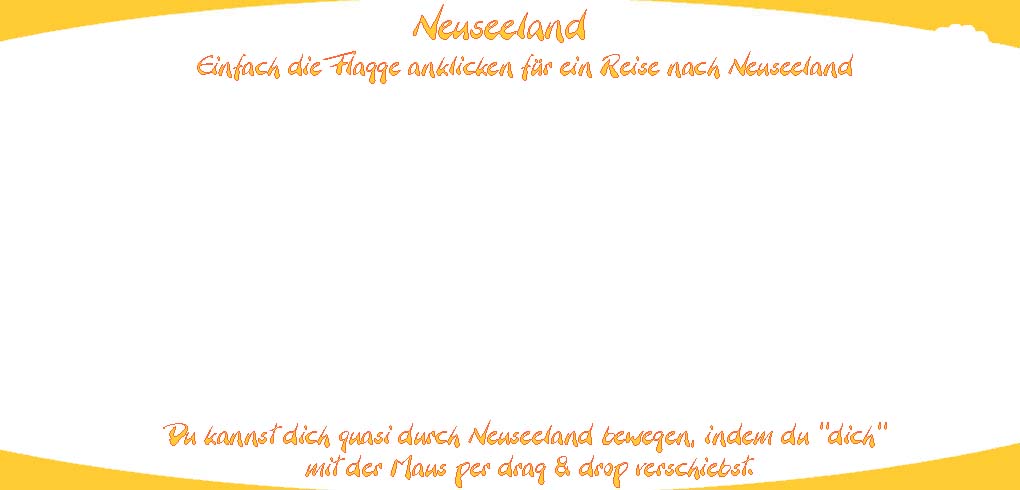 Neuseeland
Einfach die Flagge anklicken für ein Reise nach Neuseeland
Du kannst dich quasi durch Neuseeland bewegen, indem du "dich"
mit der Maus per drag & drop verschiebst.